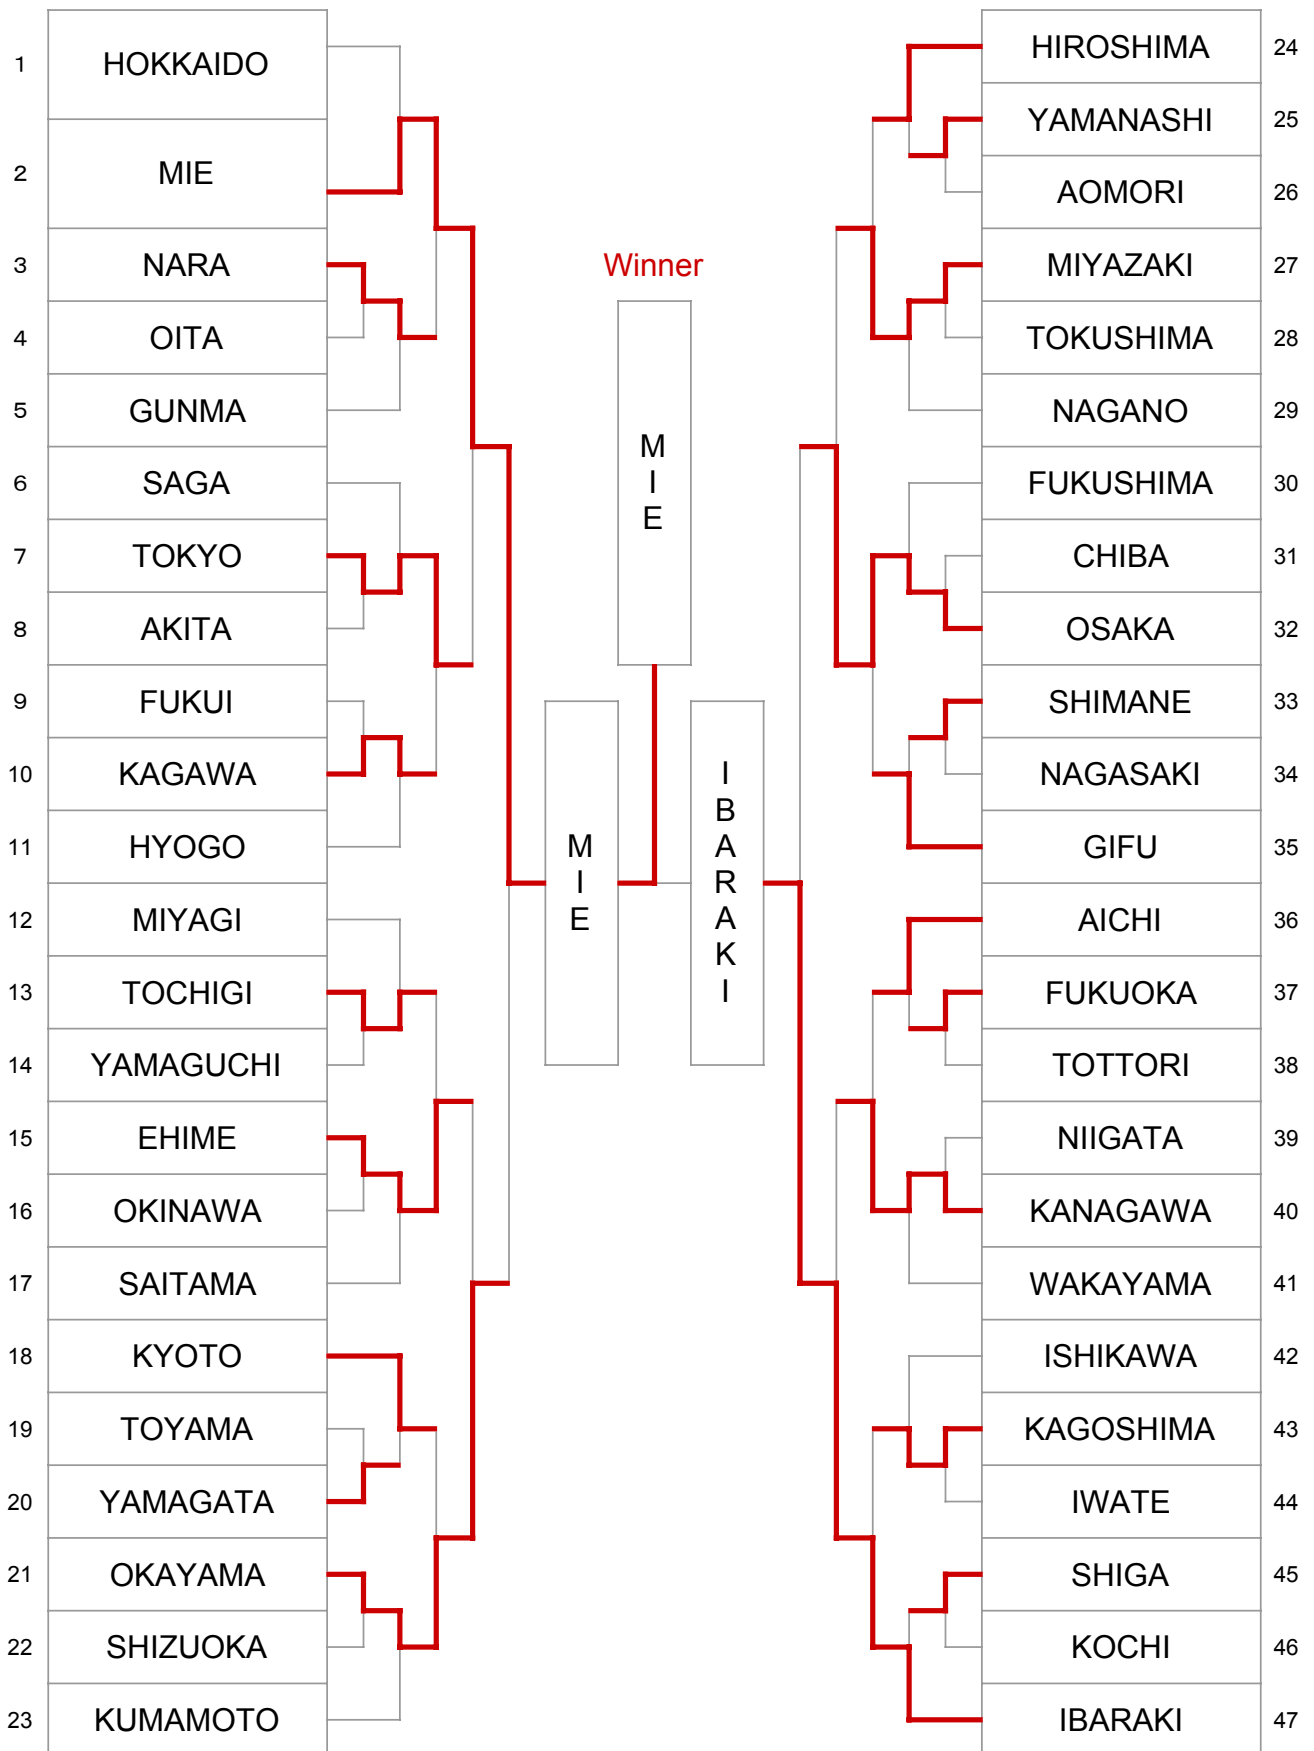 1 HOKKAIDO
2 MIE
3 NARA
4 OITA
5 GUNMA
6 SAGA
7 TOKYO
8 AKITA
9 FUKUI
10 KAGAWA
11 HYOGO
12 MIYAGI
13 TOCHIGI
14 YAMAGUCHI
15 EHIME
16 OKINAWA
17 SAITAMA
18 KYOTO
19 TOYAMA
20 YAMAGATA
21 OKAYAMA
22 SHIZUOKA
23 KUMAMOTO
Winner
MIE
MIE
IBARAKI
HIROSHIMA 24
YAMANASHI 25
AOMORI 26
MIYAZAKI 27
TOKUSHIMA 28
NAGANO 29
FUKUSHIMA 30
CHIBA 31
OSAKA 32
SHIMANE 33
NAGASAKI 34
GIFU 35
AICHI 36
FUKUOKA 37
TOTTORI 38
NIIGATA 39
KANAGAWA 40
WAKAYAMA 41
ISHIKAWA 42
KAGOSHIMA 43
IWATE 44
SHIGA 45
KOCHI 46
IBARAKI 47